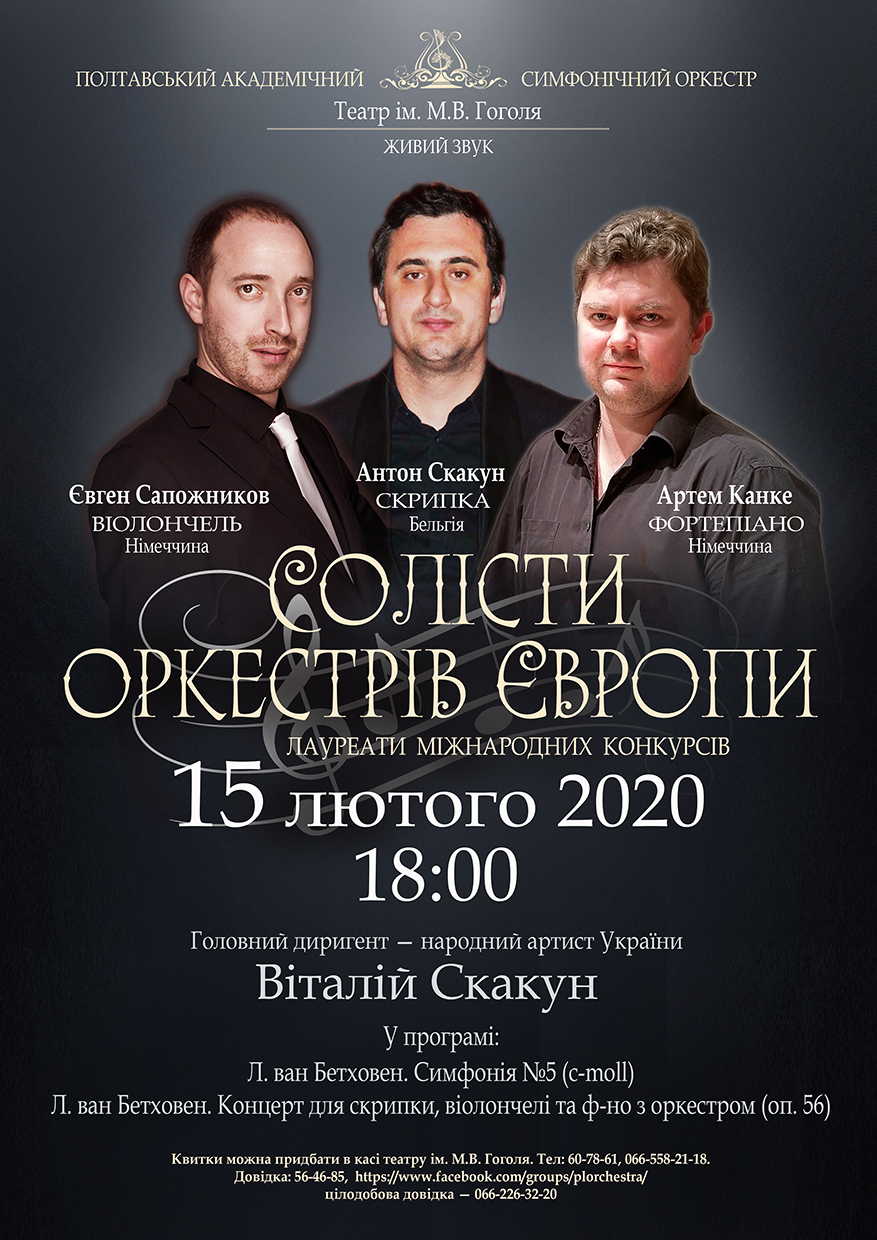 ПОЛТАВСЬКИЙ АКАДЕМІЧНИЙ СИМФОНІЧНИЙ ОРКЕСТР
Театр ім. М.В. Гоголя
ЖИВИЙ ЗВУК
Євген Сапожников
ВІОЛОНЧЕЛЬ
Німеччина
Антон Скакун
СКРИПКА
Бельгія
Артем Канке
ФОРТЕПІАНО
Німеччина
СОЛІСТИ
ОРКЕСТРІВ ЄВРОПИ
ЛАУРЕАТИ МІЖНАРОДНИХ КОНКУРСІВ
15 лютого 2020
18:00
Головний диригент – народний артист України
Віталій Скакун
У програмі:
Л. ван Бетховен. Симфонія №5 (c-moll)
Л. ван Бетховен. Концерт для скрипки, віолончелі та ф-но з оркестром (оп. 56)
Квитки можна придбати в касі театру ім. М.В. Гоголя. Тел: 60-78-61, 066-558-21-18.
Довідка: 56-46-85, https://www.facebook.com/groups/plorchestra/
цілодобова довідка – 066-226-32-20